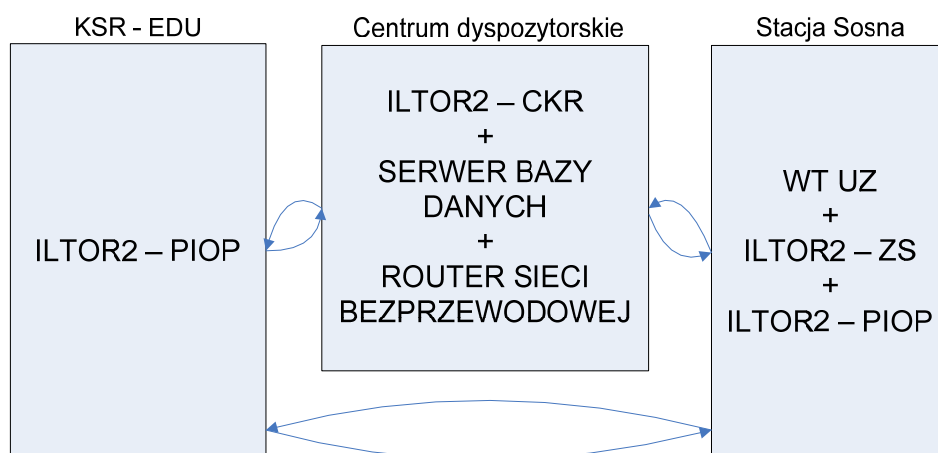 KSR - EDU
ILTOR2 – PIOP
Centrum dyspozytorskie
ILTOR2 – CKR
+
SERWER BAZY
DANYCH
+
ROUTER SIECI
BEZPRZEWODOWEJ
Stacja Sosna
WT UZ
+
ILTOR2 – ZS
+
ILTOR2 – PIOP